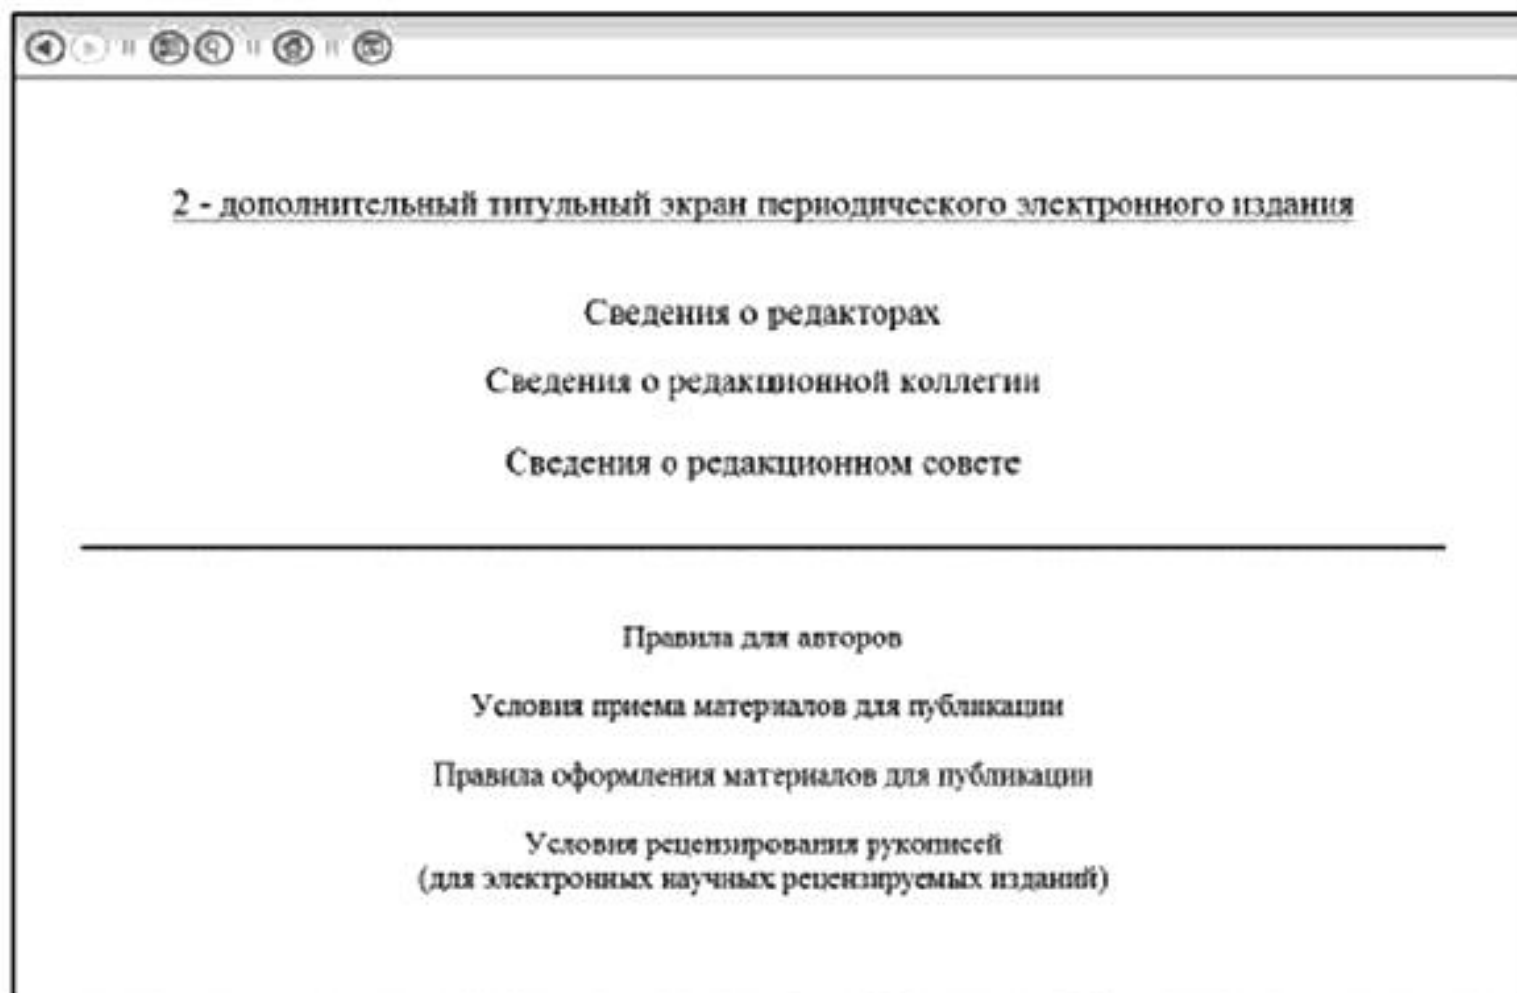 2 - дополнительный титульный экран периодического электронного издания
Сведения о редакторах
Сведения о редакционной коллегии
Сведения о редакционном совете
Правила для авторов
Условия приема материалов для публикации
Правила оформления материалов для публикации
Условия рецензирования рукописей
(для электронных научных рецензируемых изданий)